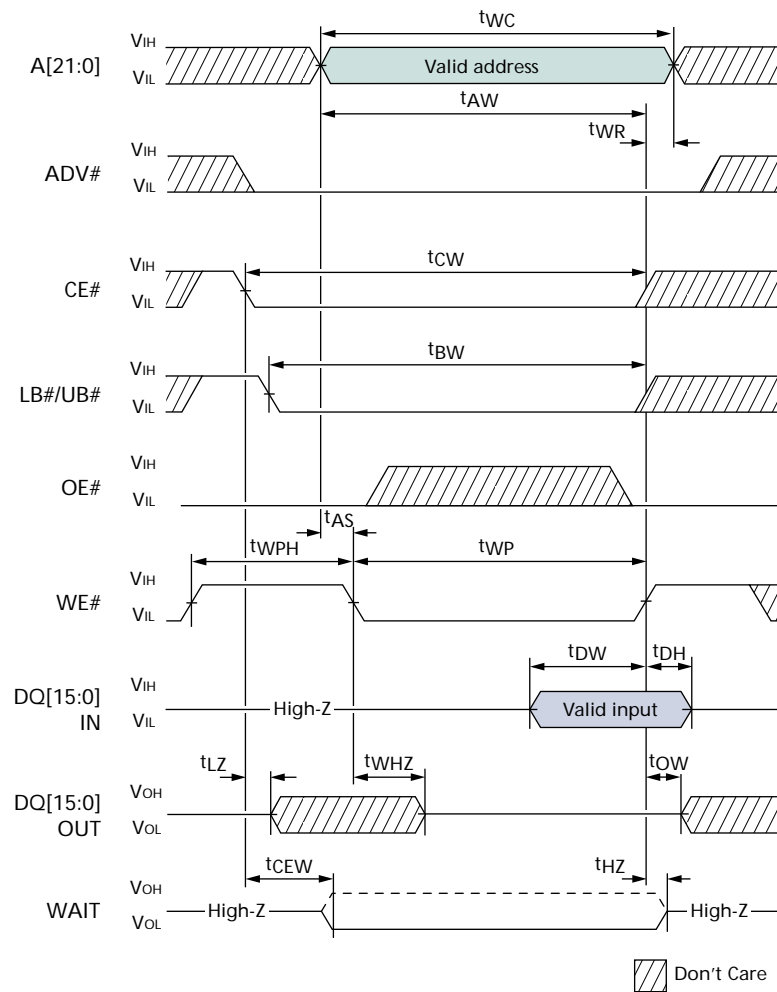 tWC
VIH
A[21:0]
Valid address
VIL
tAW
tWR
VIH
ADV#
VIL
tCW
VIH
CE#
VIL
tBW
VIH
LB#/UB#
VIL
VIH
OE#
VIL
tAS
tWPH
tWP
VIH
WE#
VIL
tDW
tDH
VIH
DQ[15:0]
IN
High-Z
Valid input
VIL
tLZ
tWHZ
tOW
VOH
DQ[15:0]
OUT
VOL
tCEW
tHZ
VOH
WAIT
High-Z
High-Z
VOL
Don't Care